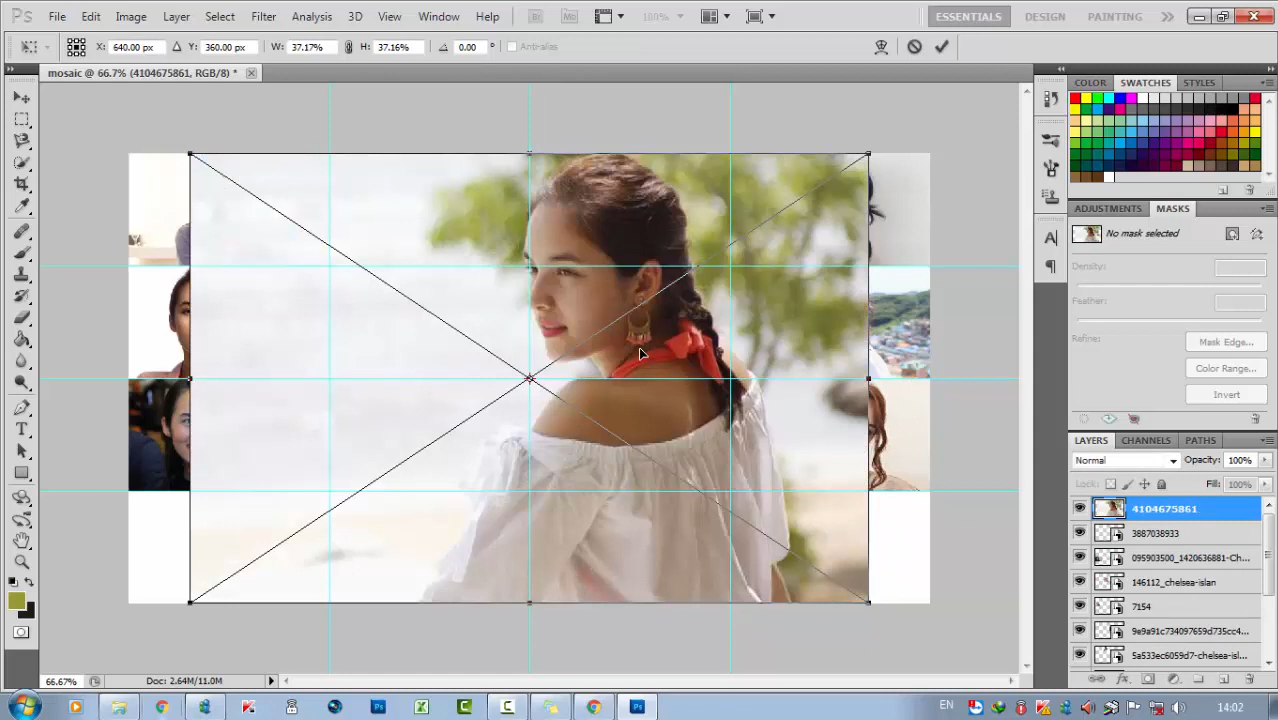 Ps File Edit Image Layer Select Filter Analysis 3D View Window Help Br Mb 100% ESSENTIALS DESIGN PAINTING
X: 640.00 px Y: 360.00 px W: 37.17% H: 37.16% 0.00 ° Anti-alias
mosaic @ 66.7% (4104675861, RGB/8) *
COLOR SWATCHES STYLES
ADJUSTMENTS MASKS
No mask selected
Density:
Feather:
Refine: Mask Edge...
Color Range...
Invert
LAYERS CHANNELS PATHS
Normal Opacity: 100%
Lock: Fill: 100%
4104675861
3887038933
095903500_1420636881-Ch...
146112_chelsea-islan
7154
9e9a91c734097659d735cc4...
5a533ec6059d7-chelsea-isl...
66.67% Doc: 2.64M/11.0M
EN 14:02